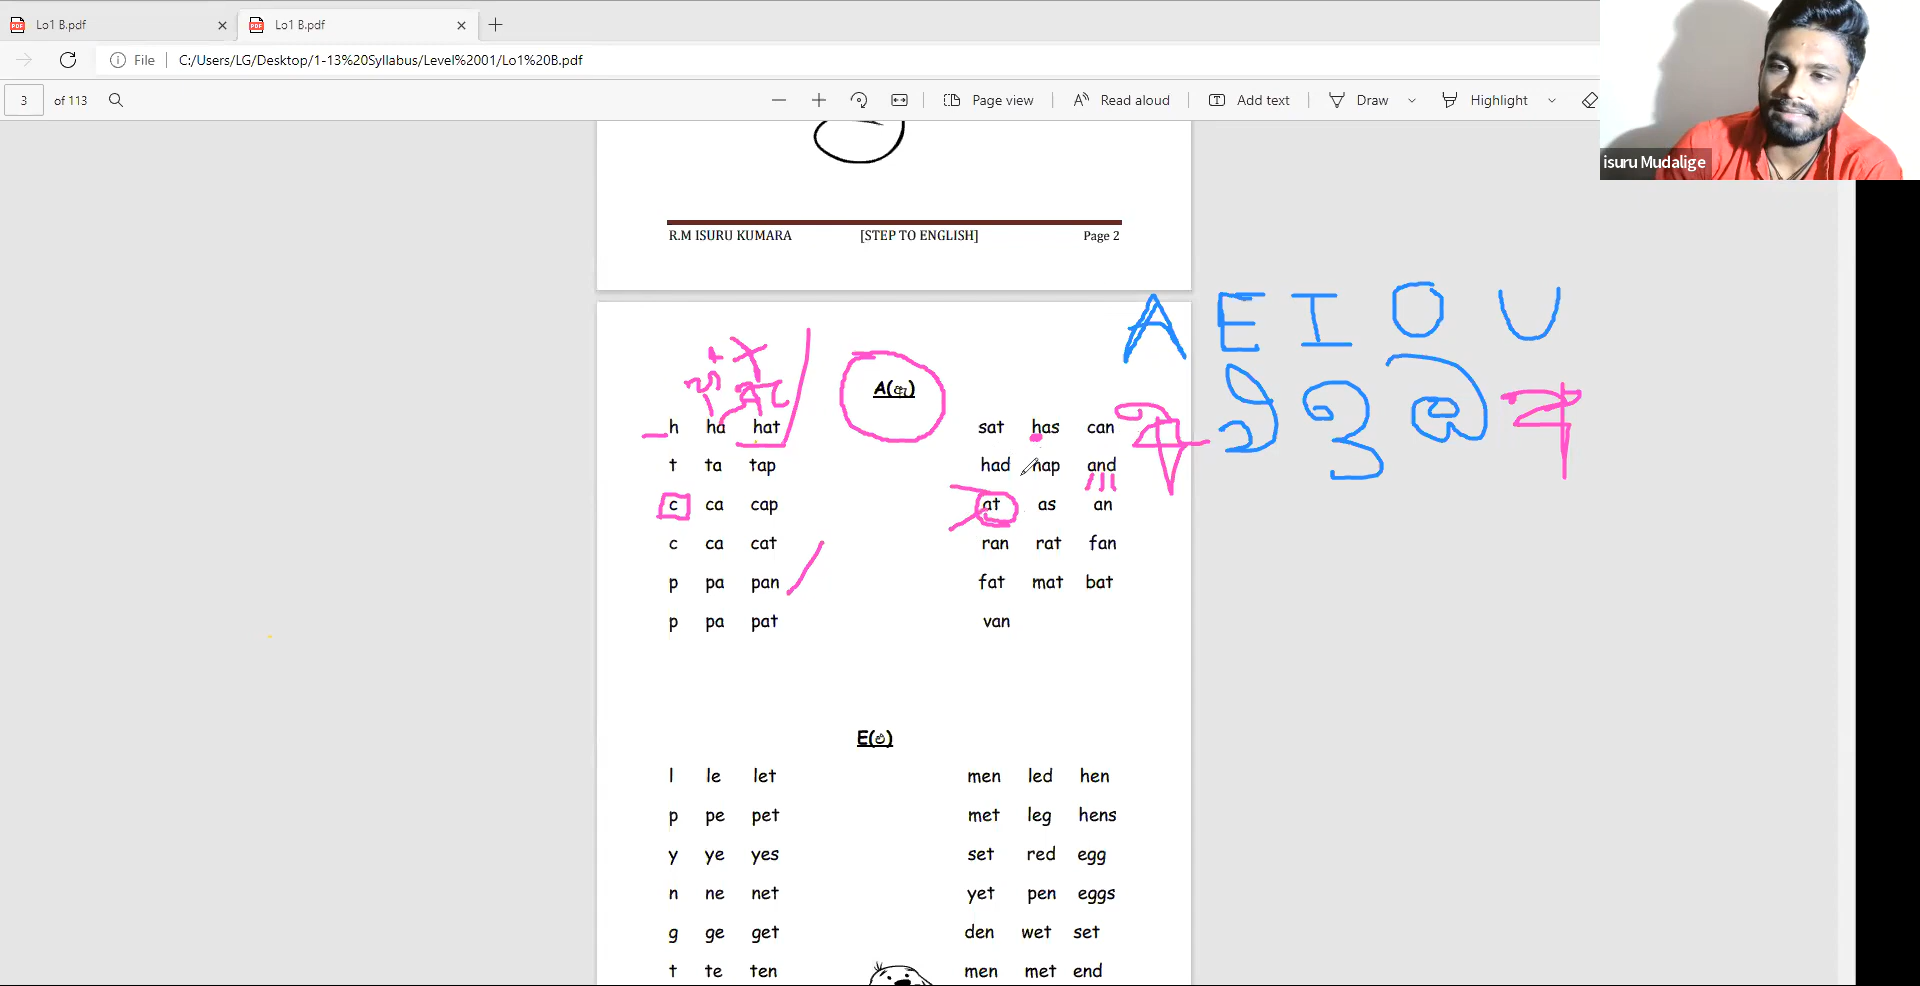 Lo1 B.pdf Lo1 B.pdf
File C:/Users/LG/Desktop/1-13%20Syllabus/Level%2001/Lo1%20B.pdf
3 of 113 Page view Read aloud Add text Draw Highlight
isuru Mudalige
R.M ISURU KUMARA [STEP TO ENGLISH] Page 2
A E I O U
A(ඇ)
එ ඉ ඔ අ
h ha hat sat has can
t ta tap had nap and
c ca cap at as an
c ca cat ran rat fan
p pa pan fat mat bat
p pa pat van
E(එ)
l le let men led hen
p pe pet met leg hens
y ye yes set red egg
n ne net yet pen eggs
g ge get den wet set
t te ten men met end